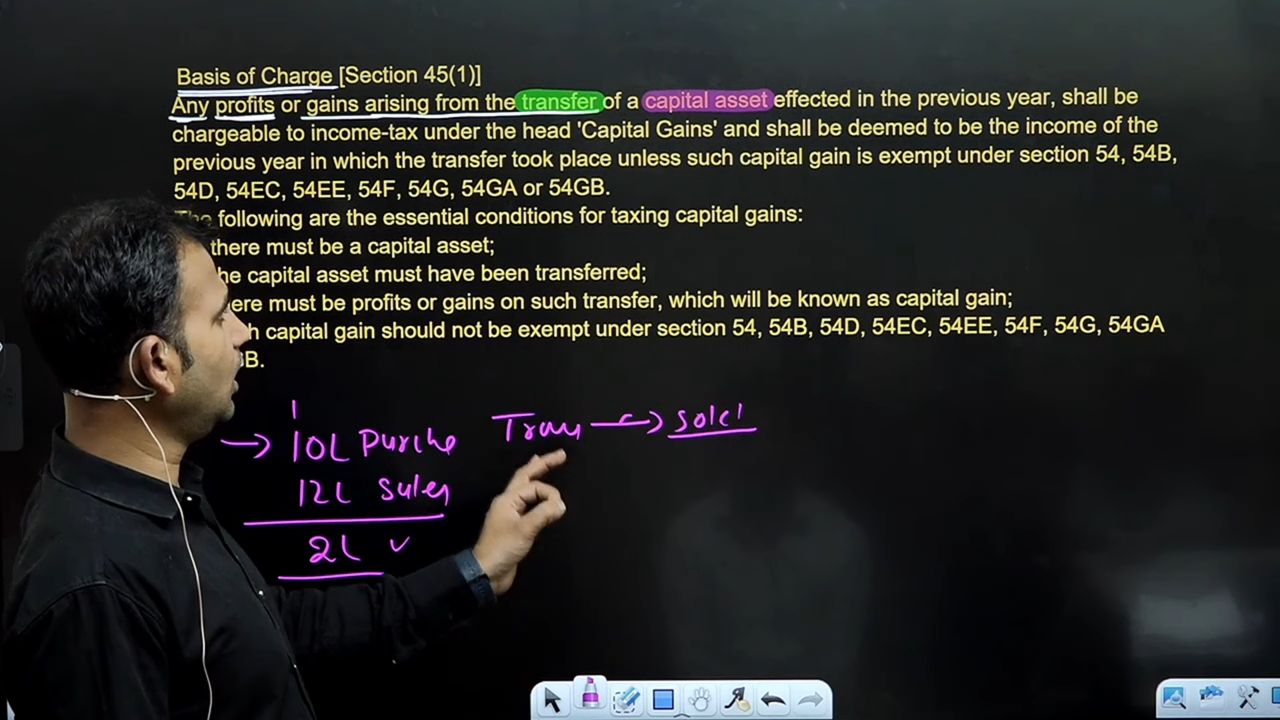 Basis of Charge [Section 45(1)]
Any profits or gains arising from the transfer of a capital asset effected in the previous year, shall be
chargeable to income-tax under the head 'Capital Gains' and shall be deemed to be the income of the
previous year in which the transfer took place unless such capital gain is exempt under section 54, 54B,
54D, 54EC, 54EE, 54F, 54G, 54GA or 54GB.
The following are the essential conditions for taxing capital gains:
there must be a capital asset;
he capital asset must have been transferred;
ere must be profits or gains on such transfer, which will be known as capital gain;
h capital gain should not be exempt under section 54, 54B, 54D, 54EC, 54EE, 54F, 54G, 54GA
B.
10L
12L
2L
sold